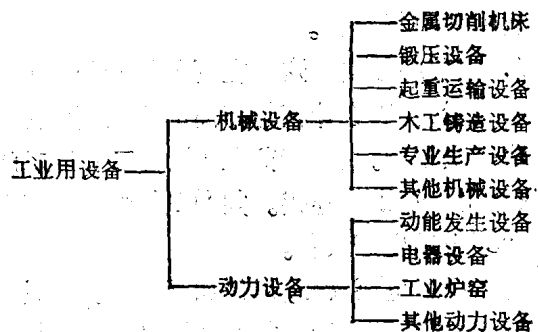 金属切削机床
锻压设备
起重运输设备
机械设备
木工铸造设备
专业生产设备
工业用设备
其他机械设备
动能发生设备
电器设备
动力设备
工业炉窑
其他动力设备